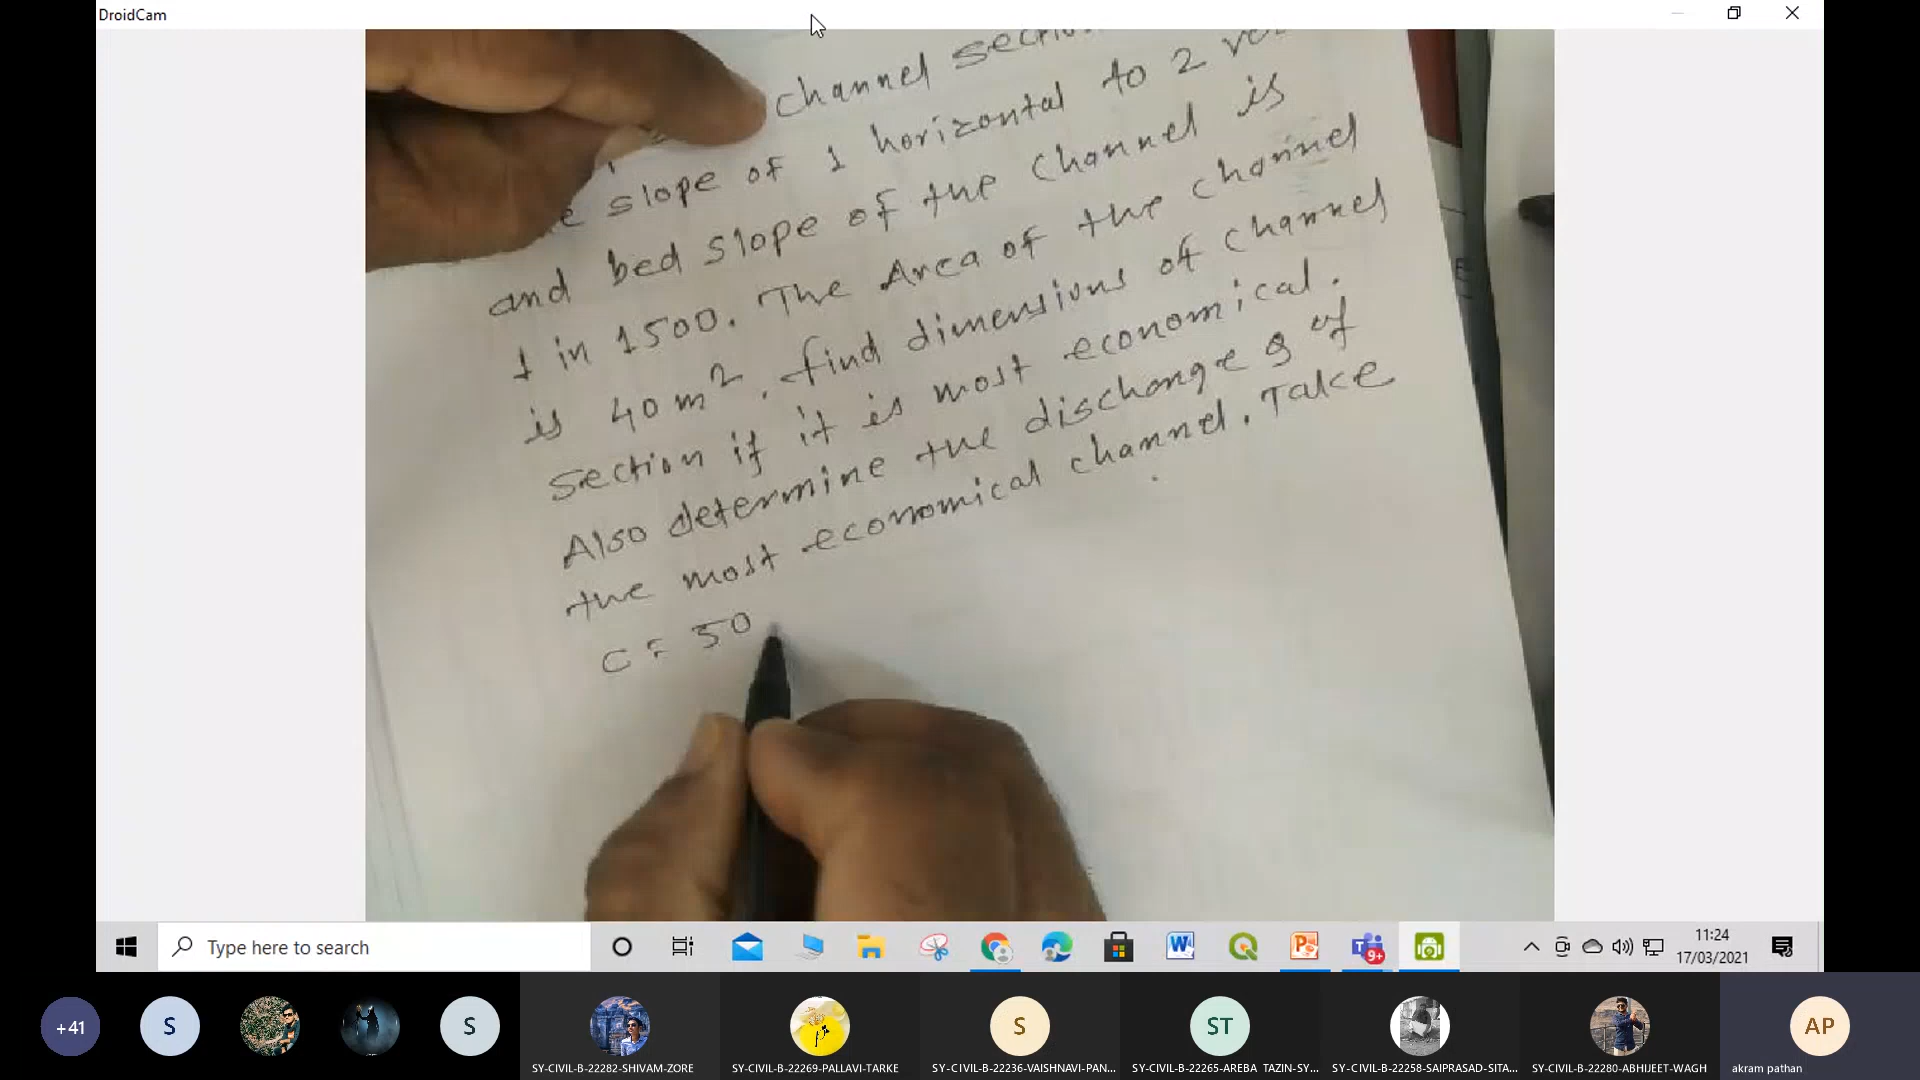 DroidCam
channel
slope of 1 horizontal to 2
and bed slope of the channel is
1 in 1500. The Area of the channel
is 40 m². find dimensions of channel
section if it is most economical.
Also determine the discharge of
the most economical channel. Take
C = 50
Type here to search
11:24
17/03/2021
9+
+41
S
S
S
ST
AP
SY-CIVIL-B-22282-SHIVAM-ZORE
SY-CIVIL-B-22269-PALLAVI-TARKE
SY-CIVIL-B-22236-VAISHNAVI-PAN...
SY-CIVIL-B-22265-AREBA TAZIN-SY...
SY-CIVIL-B-22258-SAIPRASAD-SITA...
SY-CIVIL-B-22280-ABHIJEET-WAGH
akram pathan